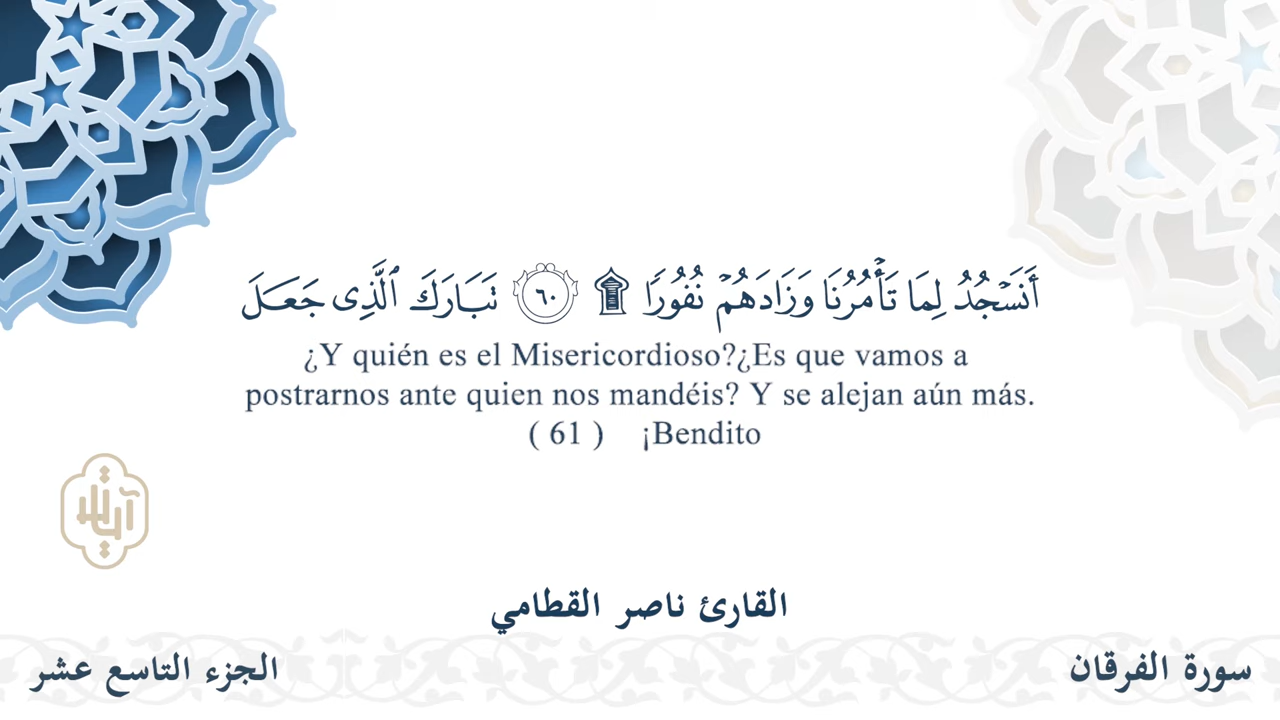 أَنَسۡجُدُ لِمَا تَأۡمُرُنَا وَزَادَهُمۡ نُفُورٗا ۩ ٦٠ تَبَارَكَ ٱلَّذِي جَعَلَ
¿Y quién es el Misericordioso?¿Es que vamos a
postrarnos ante quien nos mandéis? Y se alejan aún más.
( 61 ) ¡Bendito
آيات
القارئ ناصر القطامي
سورة الفرقان
الجزء التاسع عشر